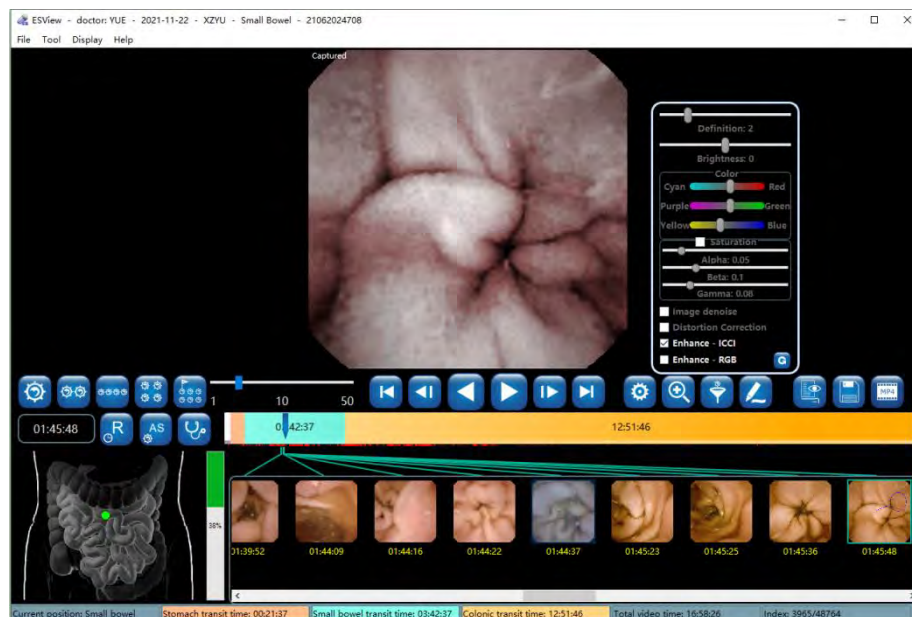 ESView - doctor: YUE - 2021-11-22 - XZYU - Small Bowel - 21062024708
File Tool Display Help
Captured
Definition: 2
Brightness: 0
Color
Cyan Red
Purple Green
Yellow Blue
Saturation
Alpha: 0.05
Beta: 0.1
Gamma: 0.08
Image denoise
Distortion Correction
Enhance - ICCI
Enhance - RGB
G
1 10 50
MP4
01:45:48
R
AS
12:51:46
38%
01:39:52 01:44:09 01:44:16 01:44:22 01:44:37 01:45:23 01:45:25 01:45:36 01:45:48
Current position: Small bowel Stomach transit time: 00:21:37 Small bowel transit time: 03:42:37 Colonic transit time: 12:51:46 Total video time: 16:58:26 Index: 3965/48764